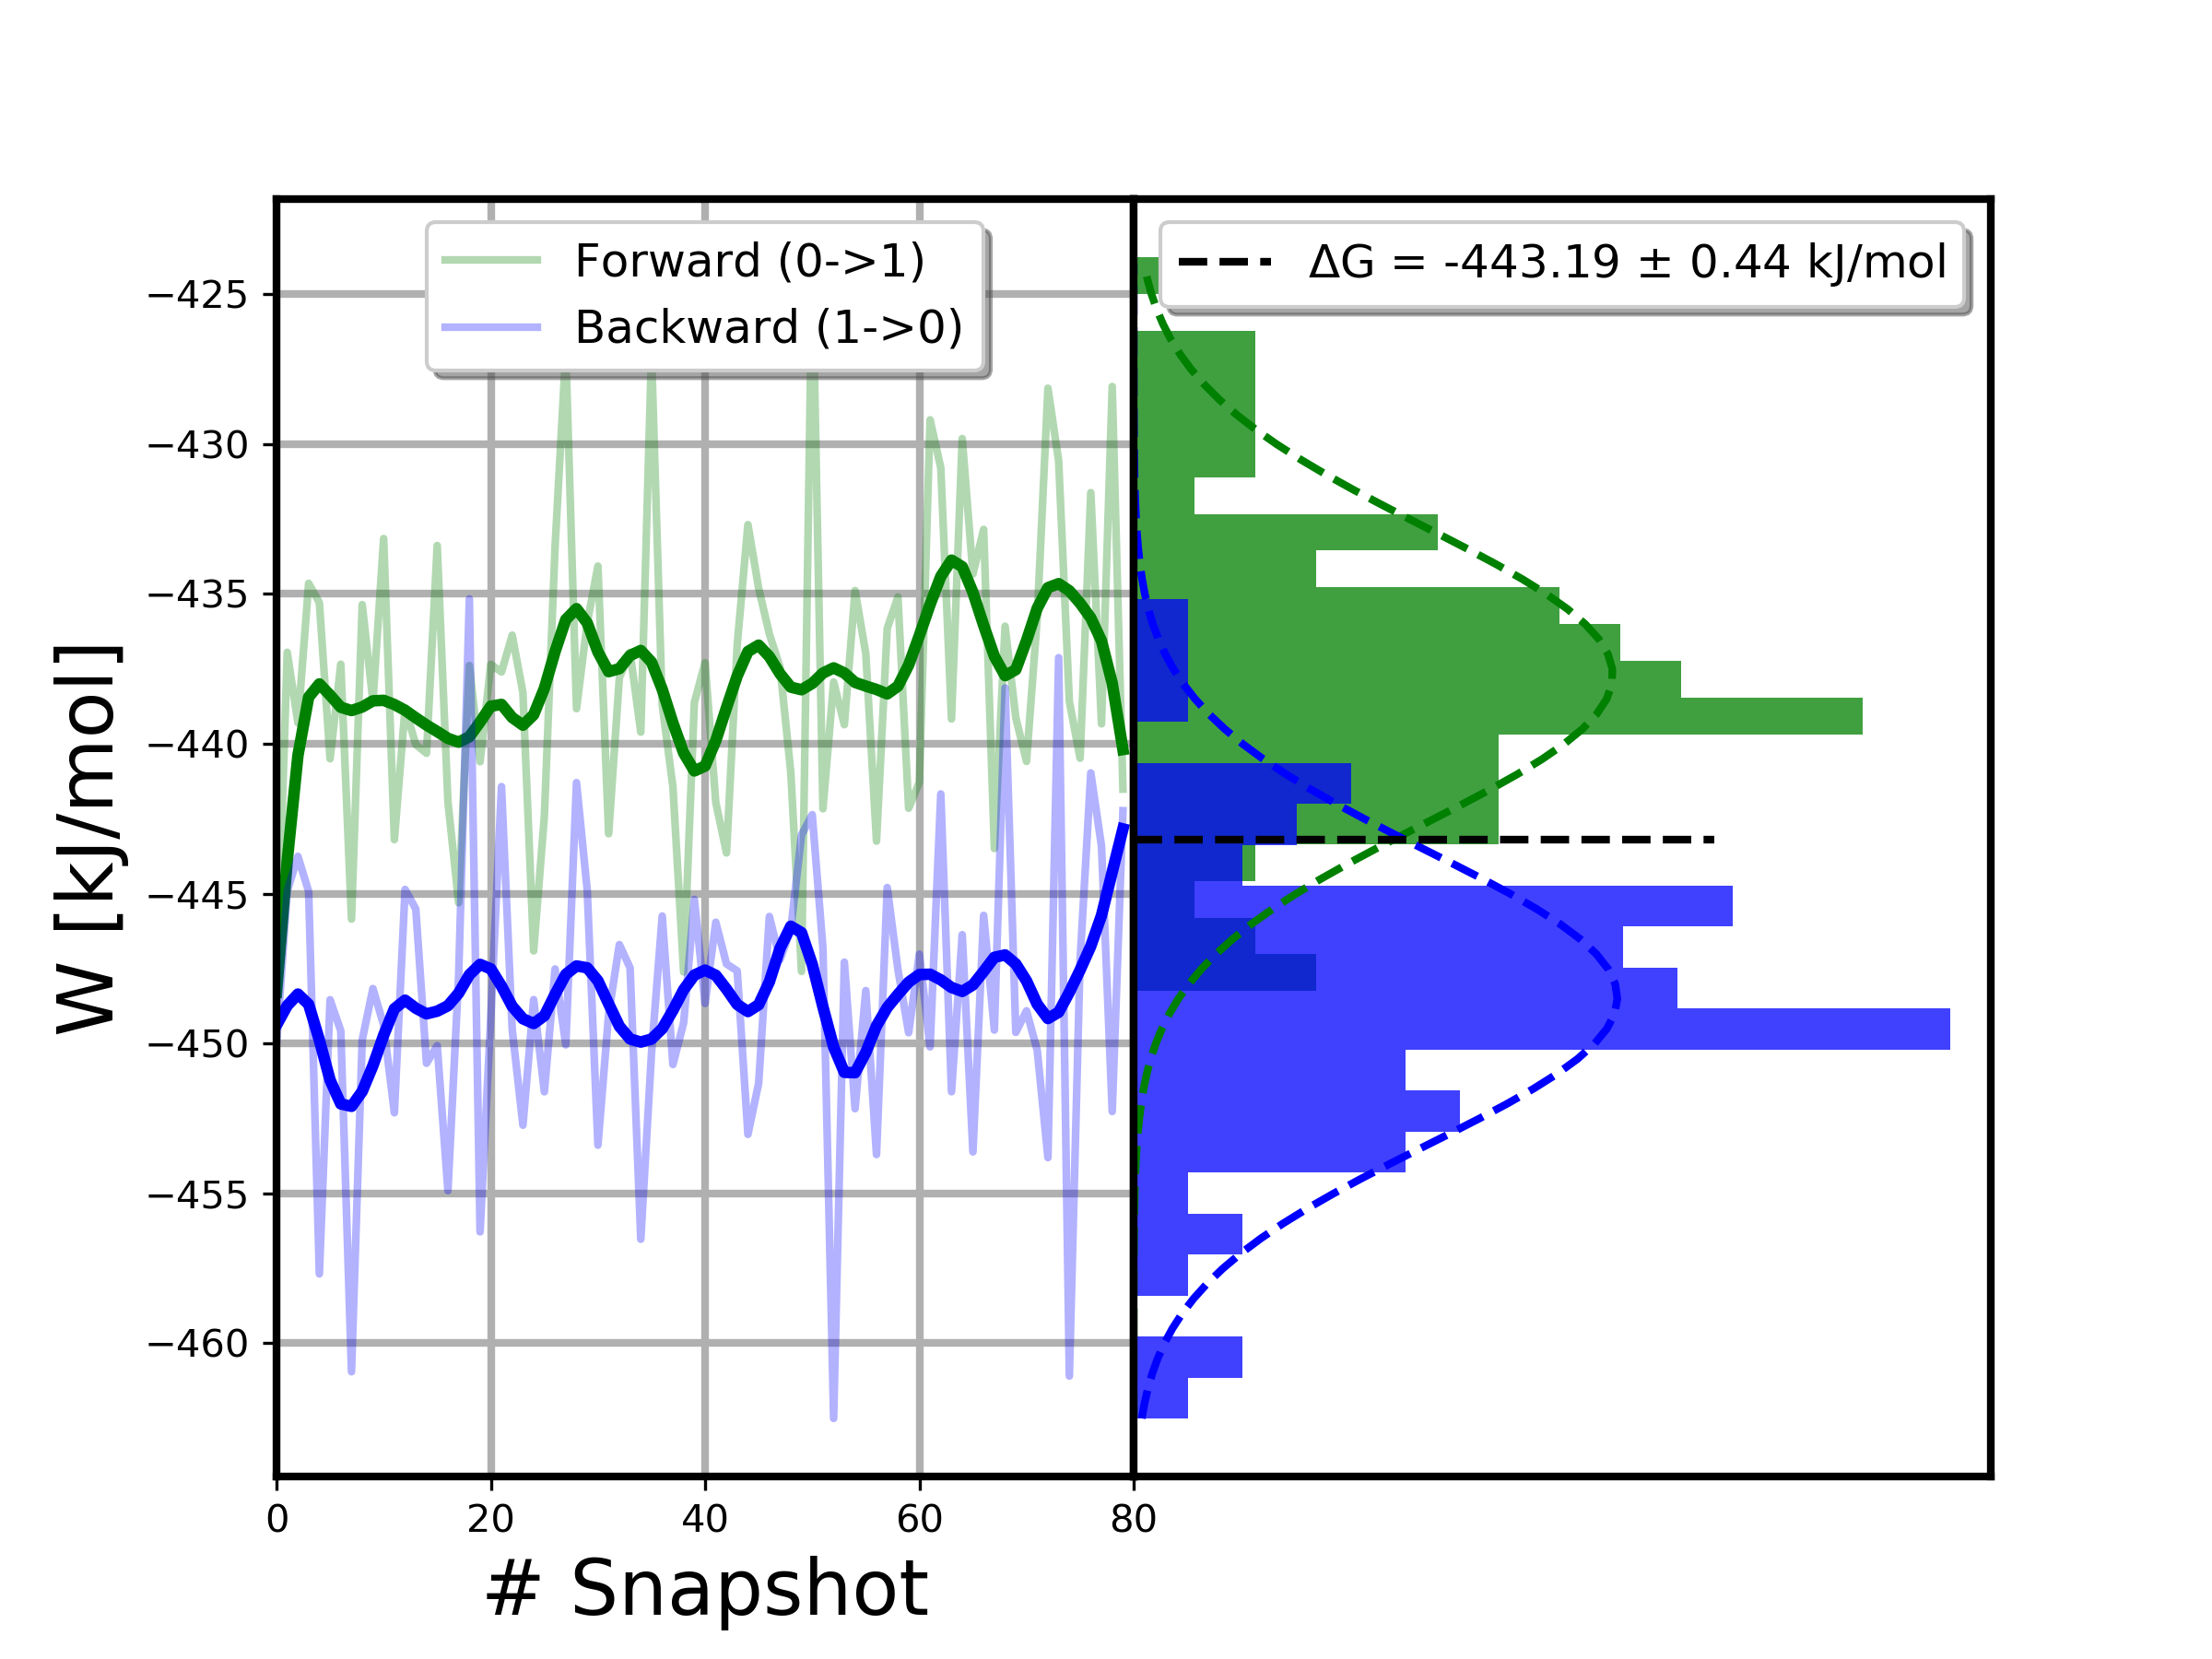 Forward (0->1)
Backward (1->0)
ΔG = -443.19 ± 0.44 kJ/mol
W [kJ/mol]
−425
−430
−435
−440
−445
−450
−455
−460
0 20 40 60 80
# Snapshot